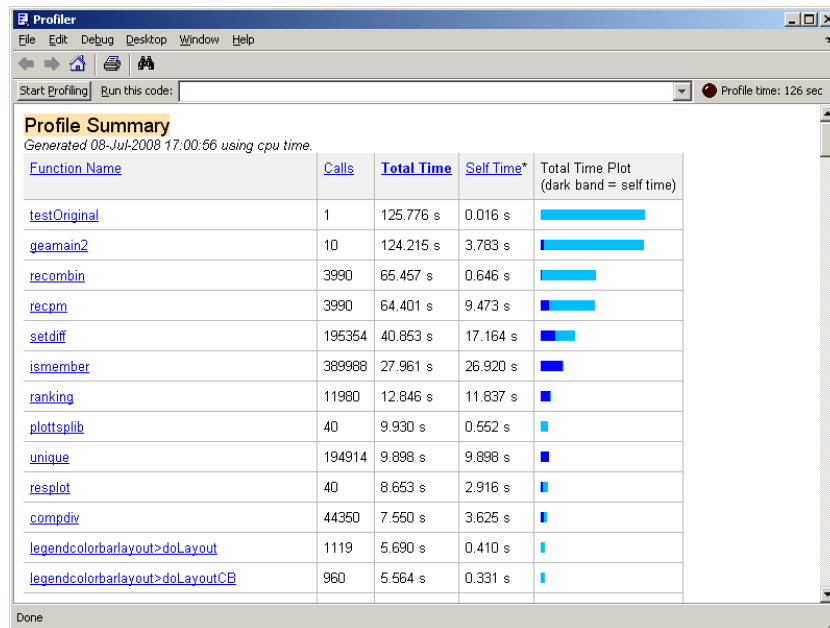 Profiler
File Edit Debug Desktop Window Help
Start Profiling Run this code: Profile time: 126 sec
Profile Summary
Generated 08-Jul-2008 17:00:56 using cpu time.
Function Name Calls Total Time Self Time* Total Time Plot
(dark band = self time)
testOriginal 1 125.776 s 0.016 s
geamain2 10 124.215 s 3.783 s
recombin 3990 65.457 s 0.646 s
recpm 3990 64.401 s 9.473 s
setdiff 195354 40.853 s 17.164 s
ismember 389988 27.961 s 26.920 s
ranking 11980 12.846 s 11.837 s
plottsplib 40 9.930 s 0.552 s
unique 194914 9.898 s 9.898 s
resplot 40 8.653 s 2.916 s
compdiv 44350 7.550 s 3.625 s
legendcolorbarlayout>doLayout 1119 5.690 s 0.410 s
legendcolorbarlayout>doLayoutCB 960 5.564 s 0.331 s
Done